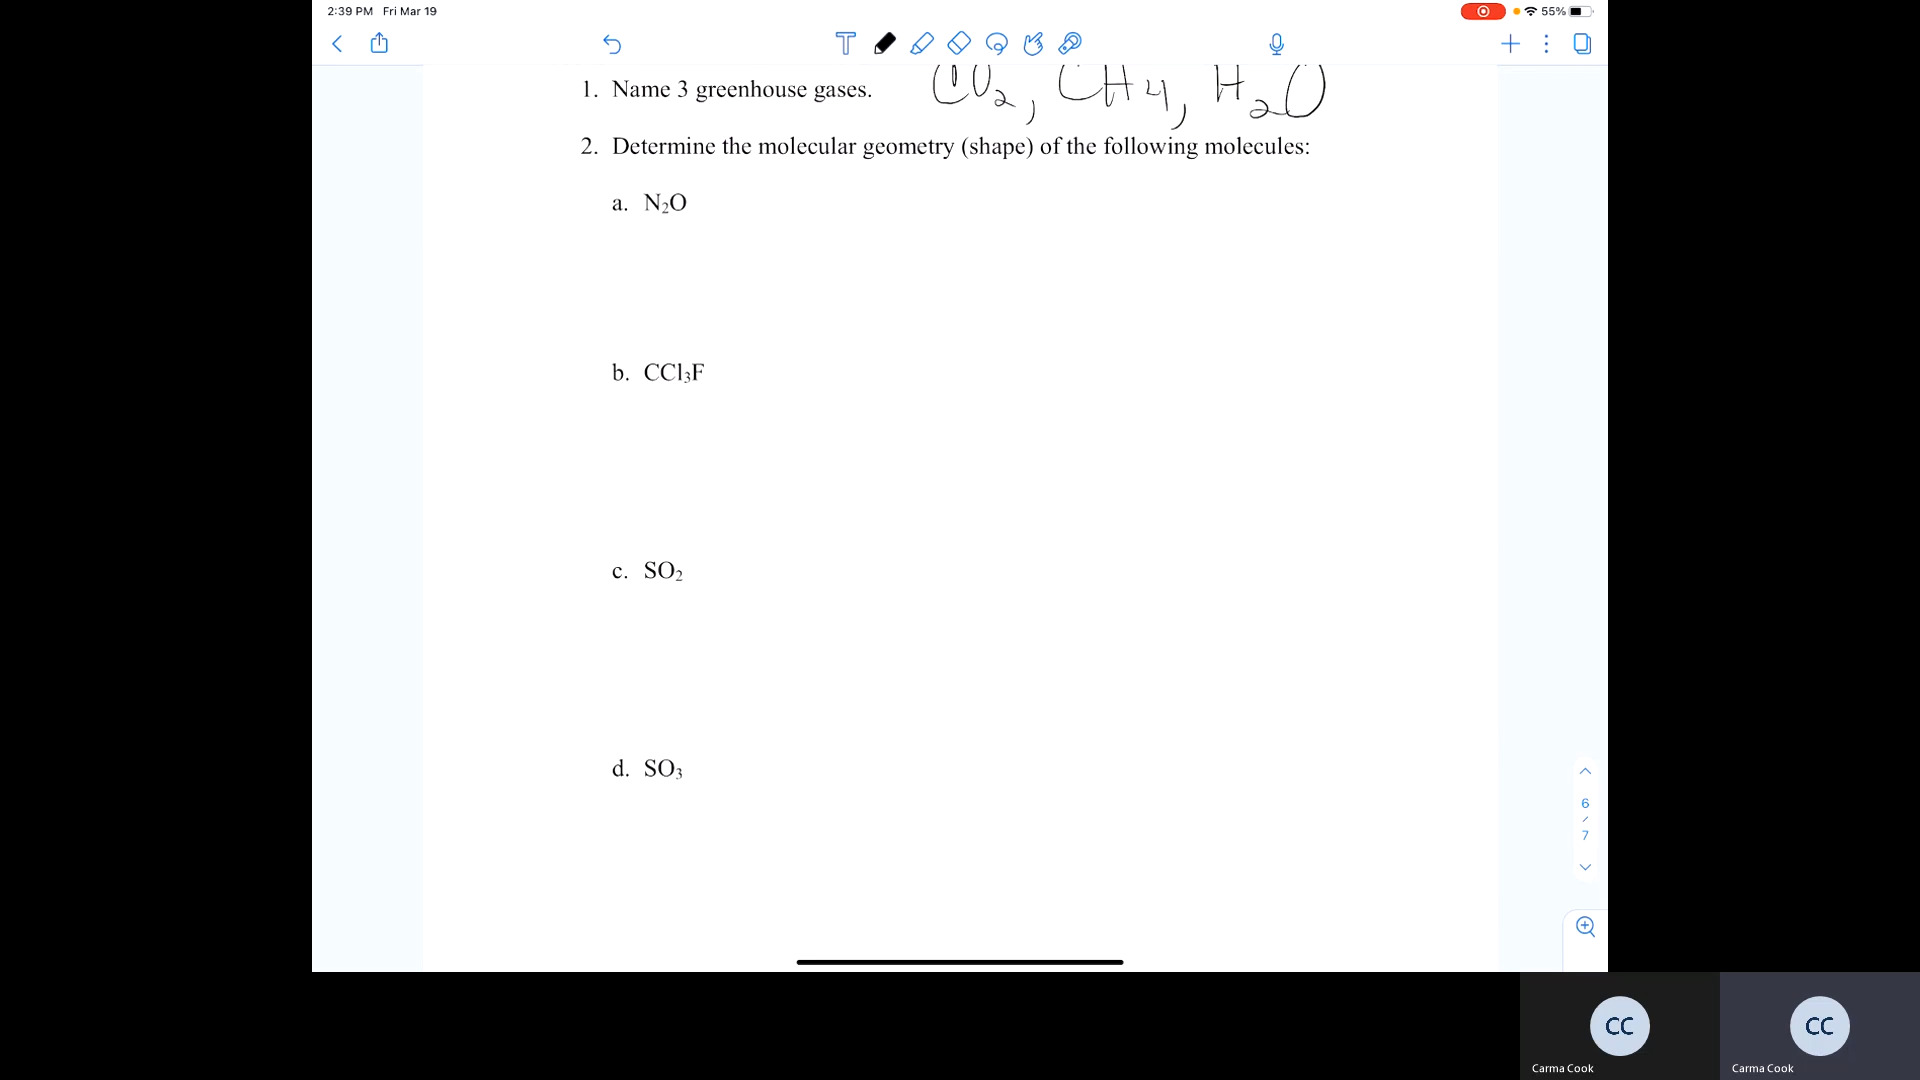 2:39 PM Fri Mar 19 55%
1. Name 3 greenhouse gases. CO₂, CH4, H₂O
2. Determine the molecular geometry (shape) of the following molecules:
a. N₂O
b. CCl₃F
c. SO₂
d. SO₃
6
/
7
CC CC
Carma Cook Carma Cook